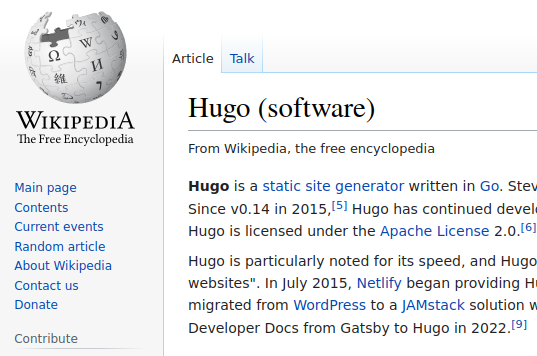 WIKIPEDIA
The Free Encyclopedia
Main page
Contents
Current events
Random article
About Wikipedia
Contact us
Donate
Contribute
Article Talk
Hugo (software)
From Wikipedia, the free encyclopedia
Hugo is a static site generator written in Go. Stev
Since v0.14 in 2015,[5] Hugo has continued devel
Hugo is licensed under the Apache License 2.0.[6]
Hugo is particularly noted for its speed, and Hugo
websites". In July 2015, Netlify began providing Hu
migrated from WordPress to a JAMstack solution w
Developer Docs from Gatsby to Hugo in 2022.[9]